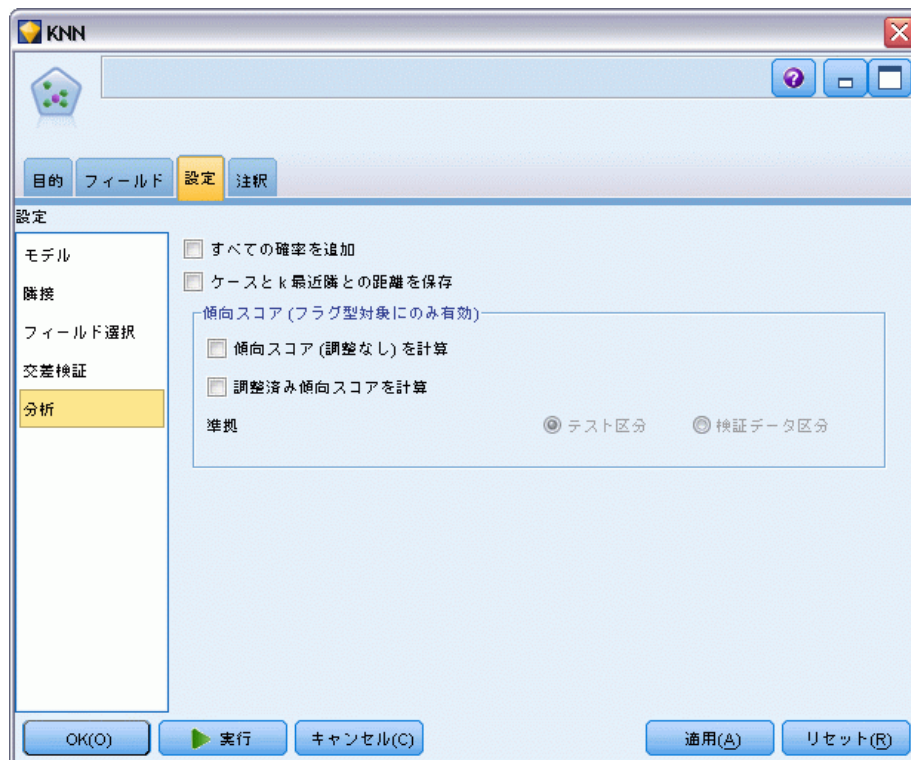 KNN
目的 フィールド 設定 注釈
設定
モデル
隣接
フィールド選択
交差検証
分析
すべての確率を追加
ケースと k 最近隣との距離を保存
傾向スコア (フラグ型対象にのみ有効)
傾向スコア (調整なし) を計算
調整済み傾向スコアを計算
準拠 テスト区分 検証データ区分
OK(O) 実行 キャンセル(C) 適用(A) リセット(R)